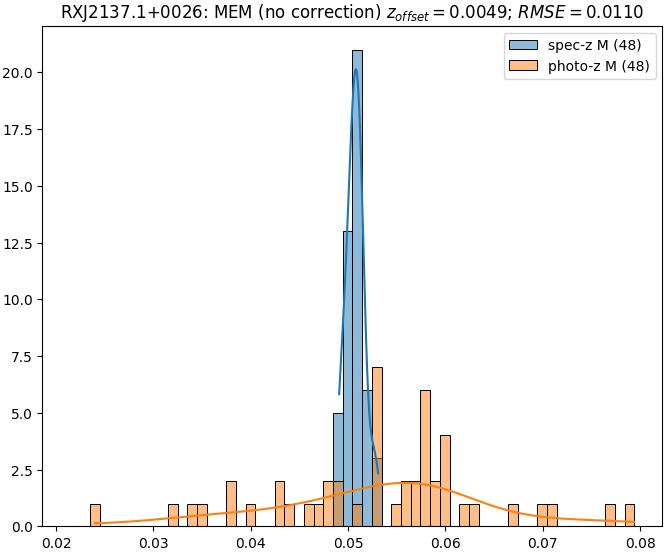 RXJ2137.1+0026: MEM (no correction) z_offset = 0.0049; RMSE = 0.0110
spec-z M (48)
photo-z M (48)
20.0
17.5
15.0
12.5
10.0
7.5
5.0
2.5
0.0
0.02 0.03 0.04 0.05 0.06 0.07 0.08